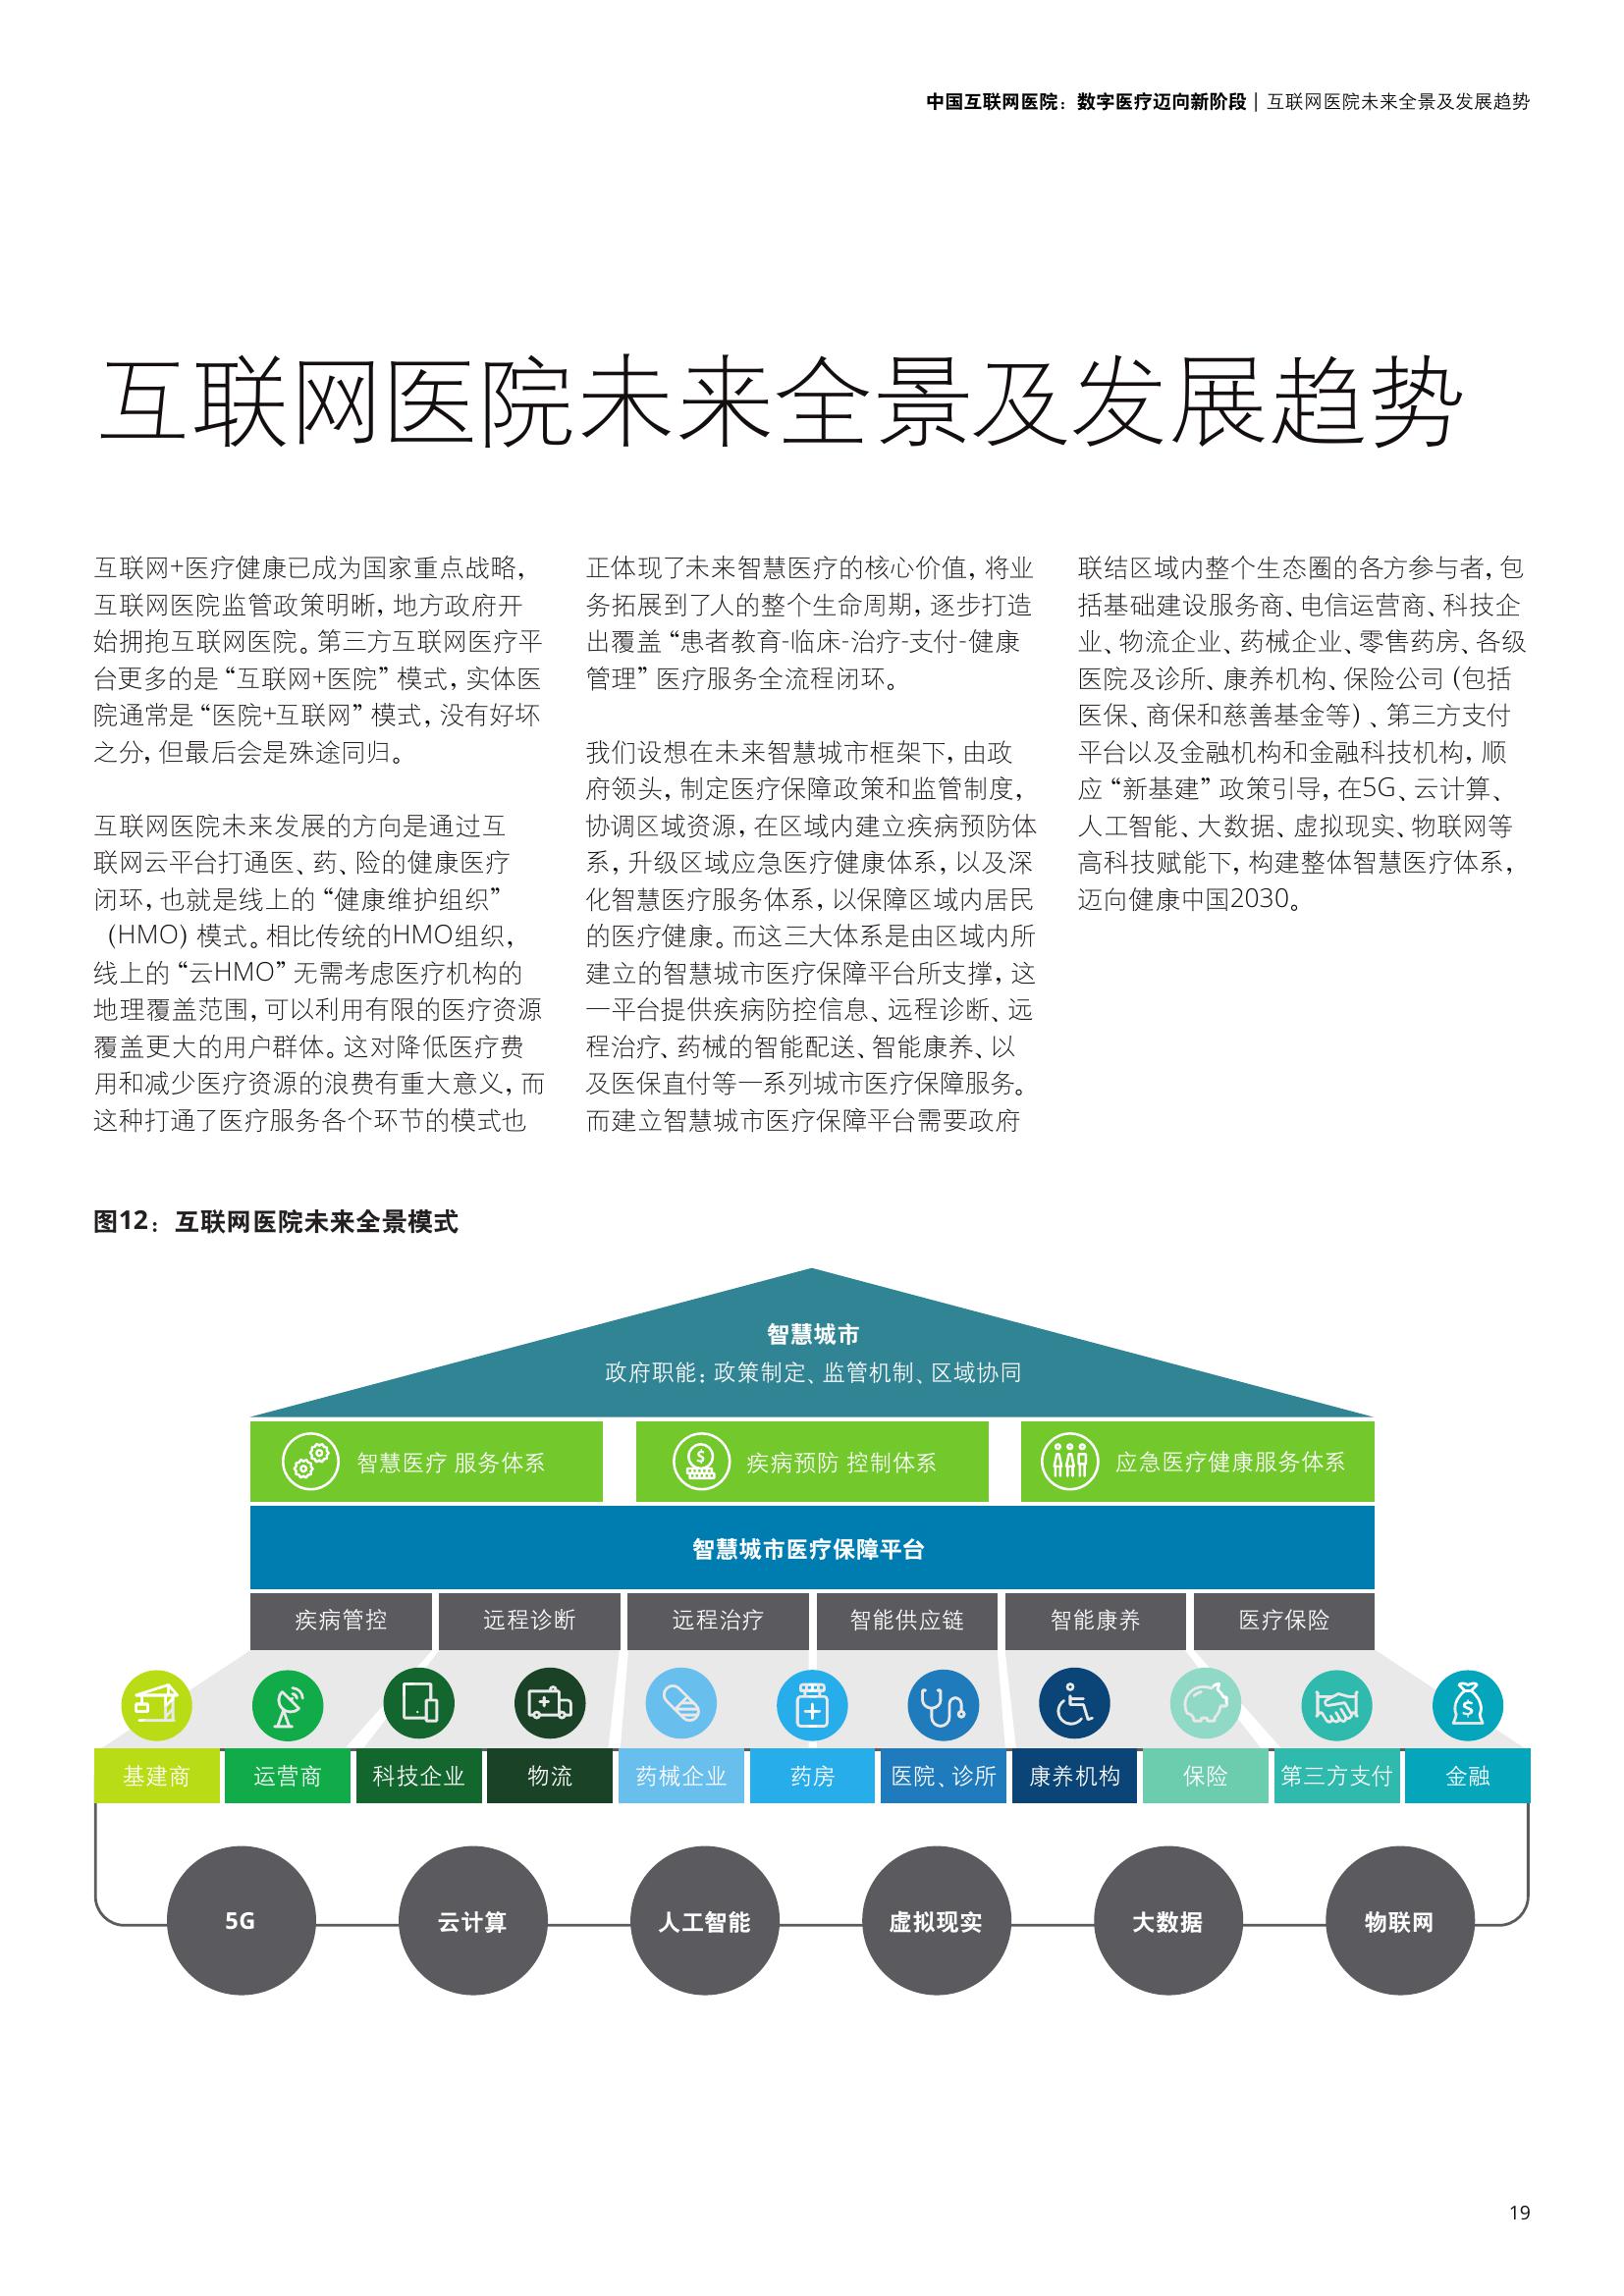 中国互联网医院：数字医疗迈向新阶段 | 互联网医院未来全景及发展趋势
互联网医院未来全景及发展趋势
互联网+医疗健康已成为国家重点战略，
互联网医院监管政策明晰，地方政府开
始拥抱互联网医院。第三方互联网医疗平
台更多的是“互联网+医院”模式，实体医
院通常是“医院+互联网”模式，没有好坏
之分，但最后会是殊途同归。
互联网医院未来发展的方向是通过互
联网云平台打通医、药、险的健康医疗
闭环，也就是线上的“健康维护组织”
（HMO）模式。相比传统的HMO组织，
线上的“云HMO”无需考虑医疗机构的
地理覆盖范围，可以利用有限的医疗资源
覆盖更大的用户群体。这对降低医疗费
用和减少医疗资源的浪费有重大意义，而
这种打通了医疗服务各个环节的模式也
正体现了未来智慧医疗的核心价值，将业
务拓展到了人的整个生命周期，逐步打造
出覆盖“患者教育-临床-治疗-支付-健康
管理”医疗服务全流程闭环。
我们设想在未来智慧城市框架下，由政
府领头，制定医疗保障政策和监管制度，
协调区域资源，在区域内建立疾病预防体
系，升级区域应急医疗健康体系，以及深
化智慧医疗服务体系，以保障区域内居民
的医疗健康。而这三大体系是由区域内所
建立的智慧城市医疗保障平台所支撑，这
一平台提供疾病防控信息、远程诊断、远
程治疗、药械的智能配送、智能康养、以
及医保直付等一系列城市医疗保障服务。
而建立智慧城市医疗保障平台需要政府
联结区域内整个生态圈的各方参与者，包
括基础建设服务商、电信运营商、科技企
业、物流企业、药械企业、零售药房、各级
医院及诊所、康养机构、保险公司（包括
医保、商保和慈善基金等）、第三方支付
平台以及金融机构和金融科技机构，顺
应“新基建”政策引导，在5G、云计算、
人工智能、大数据、虚拟现实、物联网等
高科技赋能下，构建整体智慧医疗体系，
迈向健康中国2030。
图12：互联网医院未来全景模式
智慧城市
政府职能：政策制定、监管机制、区域协同
智慧医疗 服务体系
疾病预防 控制体系
应急医疗健康服务体系
智慧城市医疗保障平台
疾病管控
远程诊断
远程治疗
智能供应链
智能康养
医疗保险
基建商
运营商
科技企业
物流
药械企业
药房
医院、诊所
康养机构
保险
第三方支付
金融
5G
云计算
人工智能
虚拟现实
大数据
物联网
19